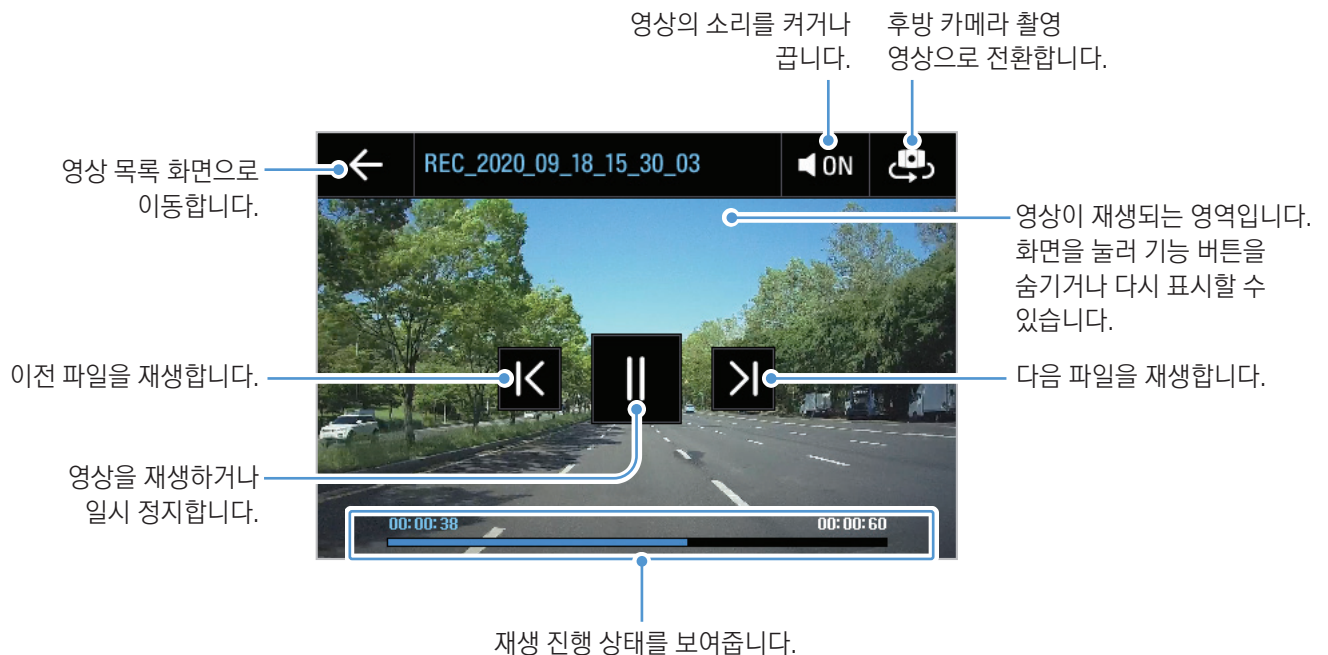 영상의 소리를 켜거나
끕니다.
후방 카메라 촬영
영상으로 전환합니다.
영상 목록 화면으로
이동합니다.
REC_2020_09_18_15_30_03
ON
영상이 재생되는 영역입니다.
화면을 눌러 기능 버튼을
숨기거나 다시 표시할 수
있습니다.
이전 파일을 재생합니다.
다음 파일을 재생합니다.
영상을 재생하거나
일시 정지합니다.
00:00:38
00:00:60
재생 진행 상태를 보여줍니다.